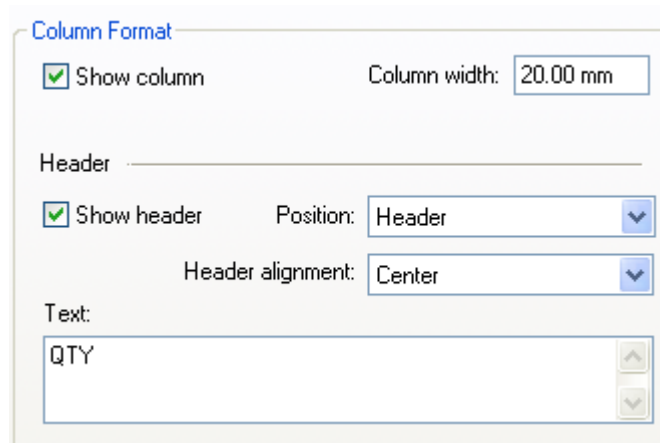 Column Format
Show column Column width: 20.00 mm
Header
Show header Position: Header
Header alignment: Center
Text:
QTY